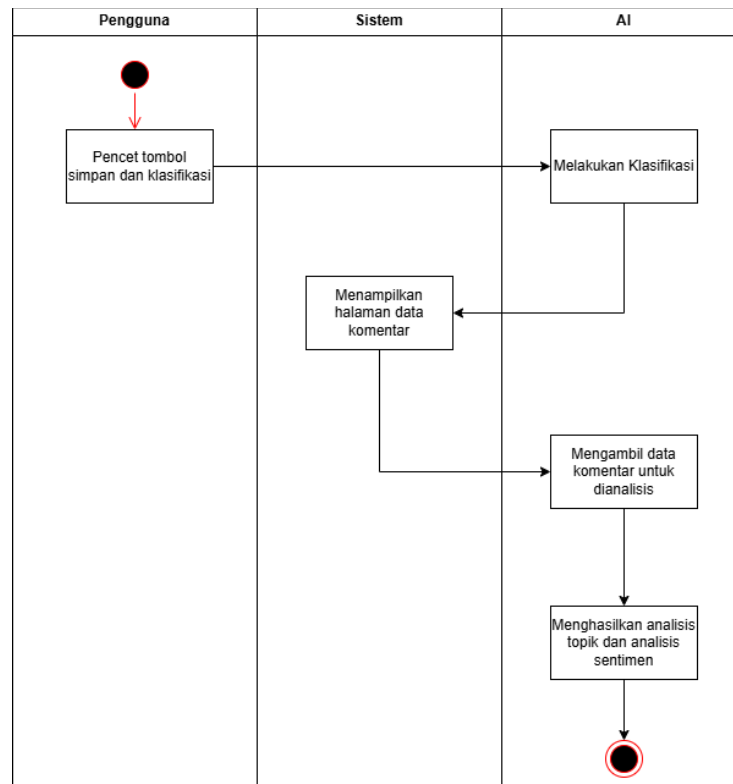 Pengguna
Sistem
AI
Pencet tombol
simpan dan klasifikasi
Melakukan Klasifikasi
Menampilkan
halaman data
komentar
Mengambil data
komentar untuk
dianalisis
Menghasilkan analisis
topik dan analisis
sentimen